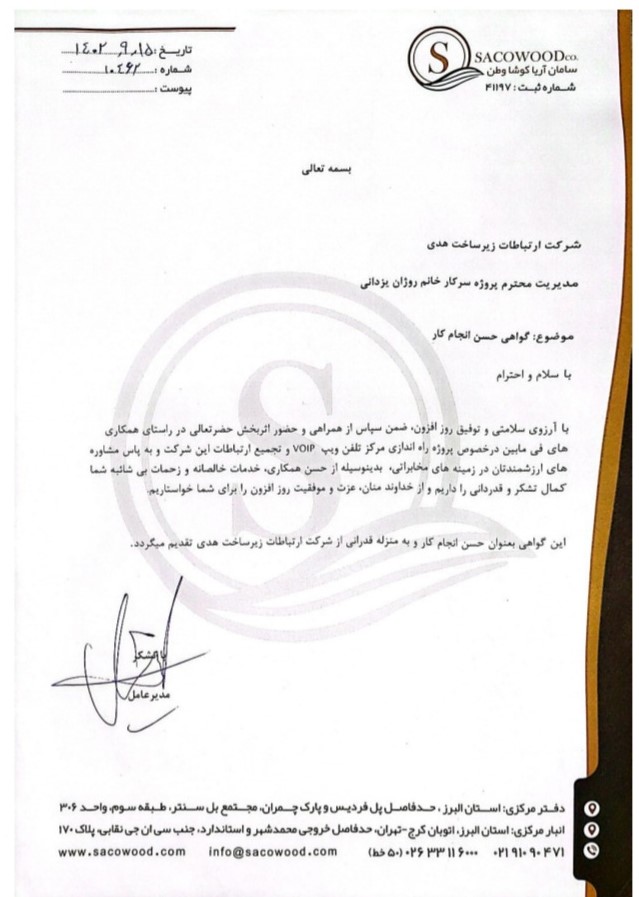 تاریخ: ۱۴۰۲٫۹٫۱۵
شماره: ۱۰۴۶۲
پیوست:
S
SACOWOOD CO.
سامان آریا کوشا وطن
شماره ثبت: ۴۱۱۹۷
بسمه تعالی
شرکت ارتباطات زیرساخت هدی
مدیریت محترم پروژه سرکار خانم روژان یزدانی
موضوع: گواهی حسن انجام کار
با سلام و احترام
با آرزوی سلامتی و توفیق روز افزون، ضمن سپاس از همراهی و حضور اثربخش حضرتعالی در راستای همکاری
های فی مابین درخصوص پروژه راه اندازی مرکز تلفن ویپ VOIP و تجمیع ارتباطات این شرکت و به پاس مشاوره
های ارزشمندتان در زمینه های مخابراتی، بدینوسیله از حسن همکاری، خدمات خالصانه و زحمات بی شائبه شما
کمال تشکر و قدردانی را داریم و از خداوند منان، عزت و موفقیت روز افزون را برای شما خواستاریم.
این گواهی بعنوان حسن انجام کار و به منزله قدرانی از شرکت ارتباطات زیرساخت هدی تقدیم میگردد.
با تشکر
مدیرعامل
دفتر مرکزی: استان البرز، حدفاصل پل فردیس و پارک چمران، مجتمع بل سنتر، طبقه سوم، واحد ۳۰۶
انبار مرکزی: استان البرز، اتوبان کرج-تهران، حدفاصل خروجی محمدشهر و استاندارد، جنب سی ان جی نقابی، پلاک ۱۷۰
www.sacowood.com info@sacowood.com ۰۲۶ ۳۳ ۱۱ ۶۰۰۰ (۵۰ خط) ۰۲۱ ۹۱۰ ۹۰ ۴۷۱